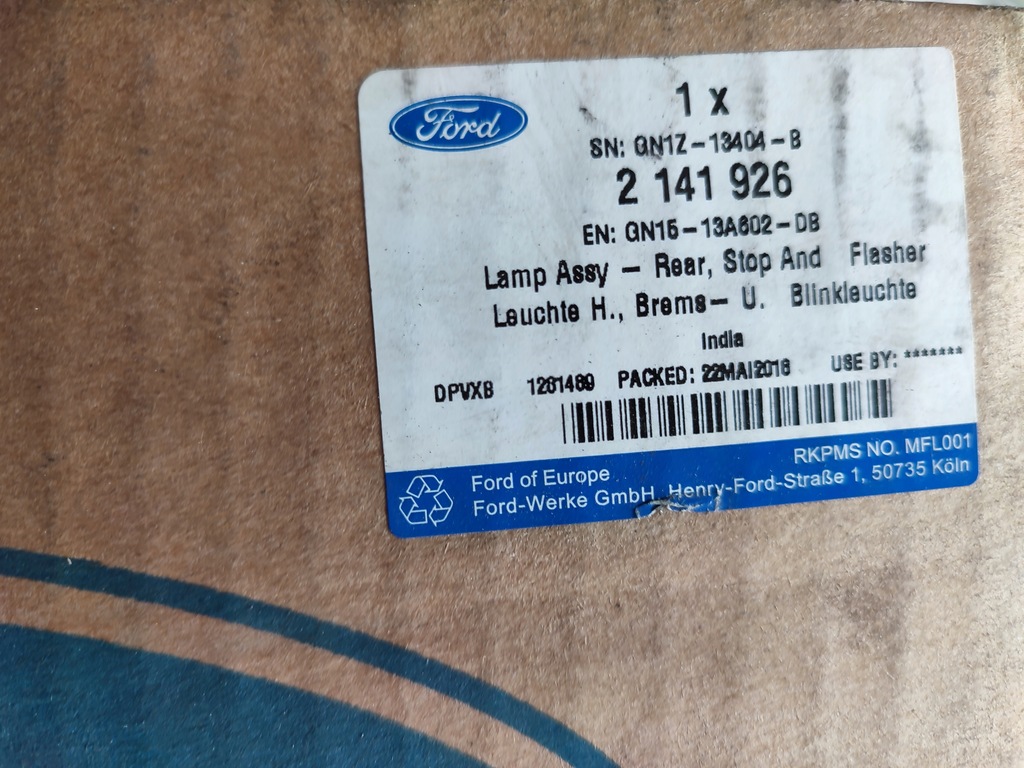 Ford
1 x
SN: GN1Z-13404-B
2 141 926
EN: GN15-13A602-DB
Lamp Assy - Rear, Stop And Flasher
Leuchte H., Brems- U. Blinkleuchte
India
DPVXB 1281489 PACKED: 22MAI2018 USE BY: *******
RKPMS NO. MFL001
Ford of Europe
Ford-Werke GmbH, Henry-Ford-Straße 1, 50735 Köln